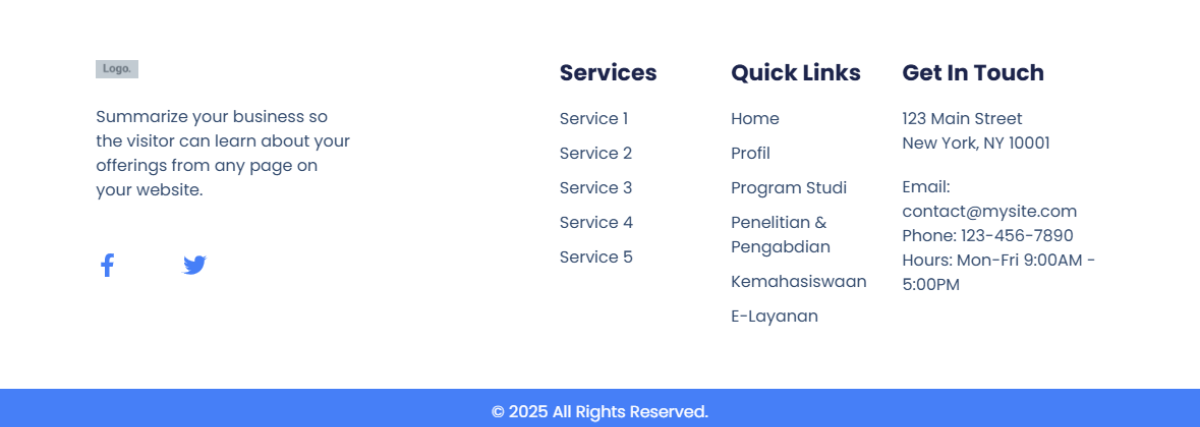 Logo.
Summarize your business so
the visitor can learn about your
offerings from any page on
your website.
Services
Service 1
Service 2
Service 3
Service 4
Service 5
Quick Links
Home
Profil
Program Studi
Penelitian &
Pengabdian
Kemahasiswaan
E-Layanan
Get In Touch
123 Main Street
New York, NY 10001
Email:
contact@mysite.com
Phone: 123-456-7890
Hours: Mon-Fri 9:00AM -
5:00PM
© 2025 All Rights Reserved.